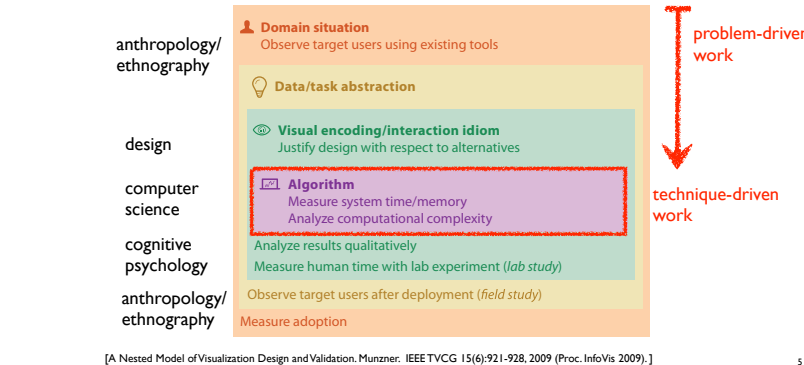 Domain situation
Observe target users using existing tools
problem-driven
work
anthropology/
ethnography
Data/task abstraction
Visual encoding/interaction idiom
Justify design with respect to alternatives
design
Algorithm
Measure system time/memory
Analyze computational complexity
computer
science
technique-driven
work
cognitive
psychology
Analyze results qualitatively
Measure human time with lab experiment (lab study)
anthropology/
ethnography
Observe target users after deployment (field study)
Measure adoption
[A Nested Model of Visualization Design and Validation. Munzner. IEEE TVCG 15(6):921-928, 2009 (Proc. InfoVis 2009). ]
5